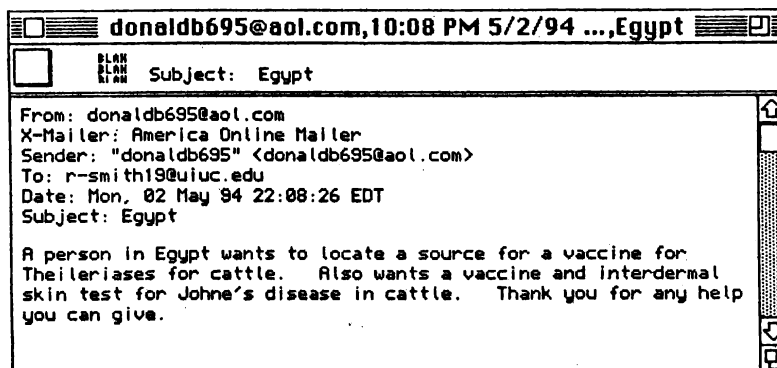 donaldb695@aol.com,10:08 PM 5/2/94 ...,Egypt
BLAH
BLAH
BLAH
Subject: Egypt
From: donaldb695@aol.com
X-Mailer: America Online Mailer
Sender: "donaldb695" <donaldb695@aol.com>
To: r-smith19@uiuc.edu
Date: Mon, 02 May 94 22:08:26 EDT
Subject: Egypt
A person in Egypt wants to locate a source for a vaccine for
Theileriases for cattle.   Also wants a vaccine and interdermal
skin test for Johne's disease in cattle.   Thank you for any help
you can give.